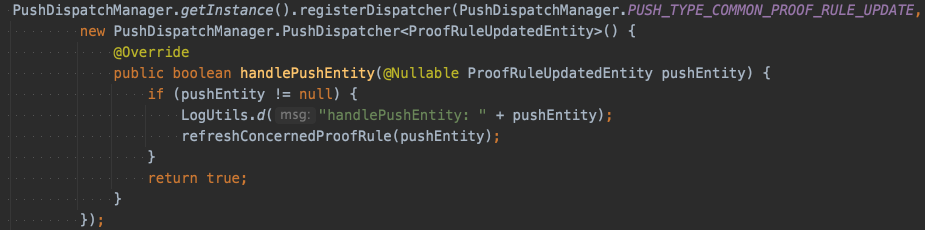 PushDispatchManager.getInstance().registerDispatcher(PushDispatchManager.PUSH_TYPE_COMMON_PROOF_RULE_UPDATE,
new PushDispatchManager.PushDispatcher<ProofRuleUpdatedEntity>() {
@Override
public boolean handlePushEntity(@Nullable ProofRuleUpdatedEntity pushEntity) {
if (pushEntity != null) {
LogUtils.d( msg: "handlePushEntity: " + pushEntity);
refreshConcernedProofRule(pushEntity);
}
return true;
}
});